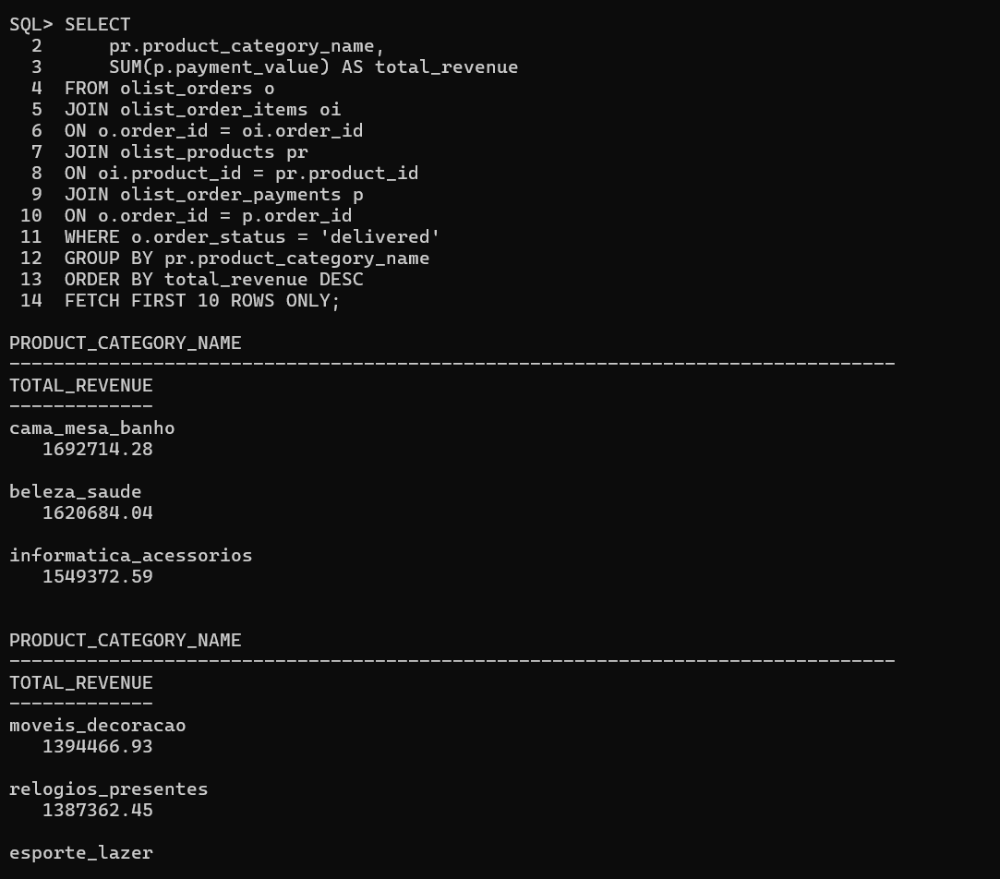 SQL> SELECT
  2      pr.product_category_name,
  3      SUM(p.payment_value) AS total_revenue
  4  FROM olist_orders o
  5  JOIN olist_order_items oi
  6  ON o.order_id = oi.order_id
  7  JOIN olist_products pr
  8  ON oi.product_id = pr.product_id
  9  JOIN olist_order_payments p
 10  ON o.order_id = p.order_id
 11  WHERE o.order_status = 'delivered'
 12  GROUP BY pr.product_category_name
 13  ORDER BY total_revenue DESC
 14  FETCH FIRST 10 ROWS ONLY;

PRODUCT_CATEGORY_NAME
--------------------------------------------------------------------------------
TOTAL_REVENUE
-------------
cama_mesa_banho
   1692714.28

beleza_saude
   1620684.04

informatica_acessorios
   1549372.59


PRODUCT_CATEGORY_NAME
--------------------------------------------------------------------------------
TOTAL_REVENUE
-------------
moveis_decoracao
   1394466.93

relogios_presentes
   1387362.45

esporte_lazer